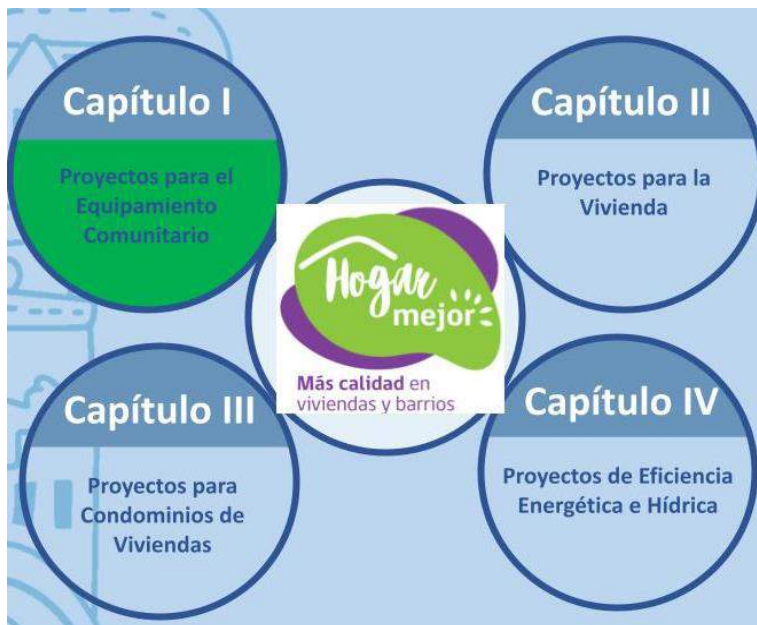 Capítulo I
Proyectos para el
Equipamiento
Comunitario
Capítulo II
Proyectos para la
Vivienda
Hogar
mejor
Más calidad en
viviendas y barrios
Capítulo III
Proyectos para
Condominios de
Viviendas
Capítulo IV
Proyectos de Eficiencia
Energética e Hídrica